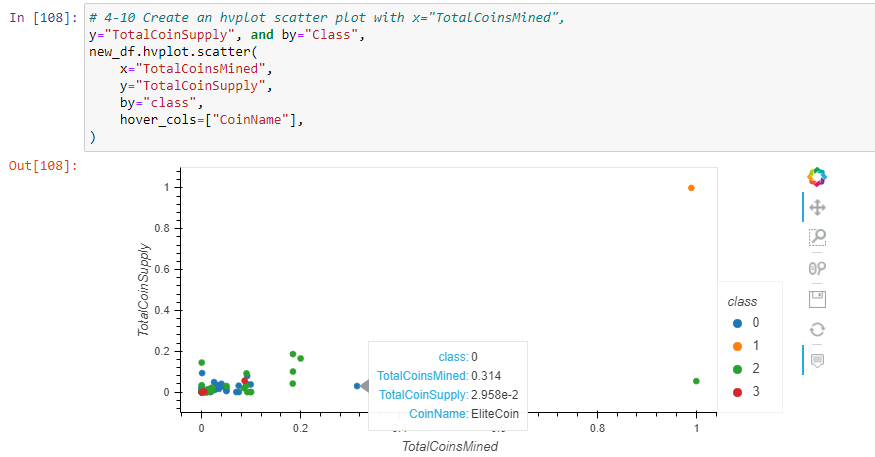 In [108]:
# 4-10 Create an hvplot scatter plot with x="TotalCoinsMined",
y="TotalCoinSupply", and by="Class",
new_df.hvplot.scatter(
    x="TotalCoinsMined",
    y="TotalCoinSupply",
    by="class",
    hover_cols=["CoinName"],
)
Out[108]:
TotalCoinSupply
1
0.8
0.6
0.4
0.2
0
class
0
1
2
3
class: 0
TotalCoinsMined: 0.314
TotalCoinSupply: 2.958e-2
CoinName: EliteCoin
0 0.2 0.8 1
TotalCoinsMined